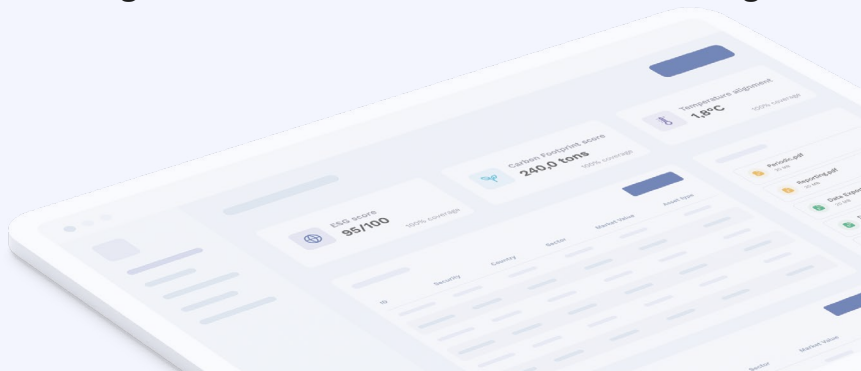 Temperature alignment
1,8°C
100% coverage
Carbon Footprint score
240,0 tons
100% coverage
ESG score
95/100
100% coverage
ID
Security
Country
Sector
Market Value
Asset type
Periodic.pdf
Reporting.pdf
Sector
Market Value